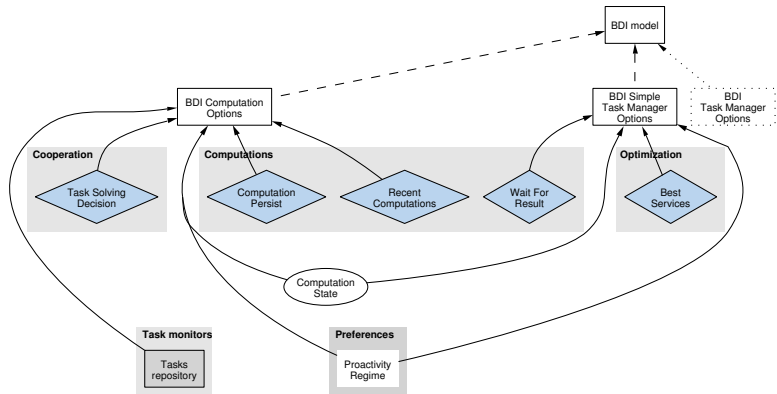 BDI model
BDI Computation
Options
BDI Simple
Task Manager
Options
BDI
Task Manager
Options
Cooperation
Computations
Optimization
Task Solving
Decision
Computation
Persist
Recent
Computations
Wait For
Result
Best
Services
Computation
State
Task monitors
Preferences
Tasks
repository
Proactivity
Regime